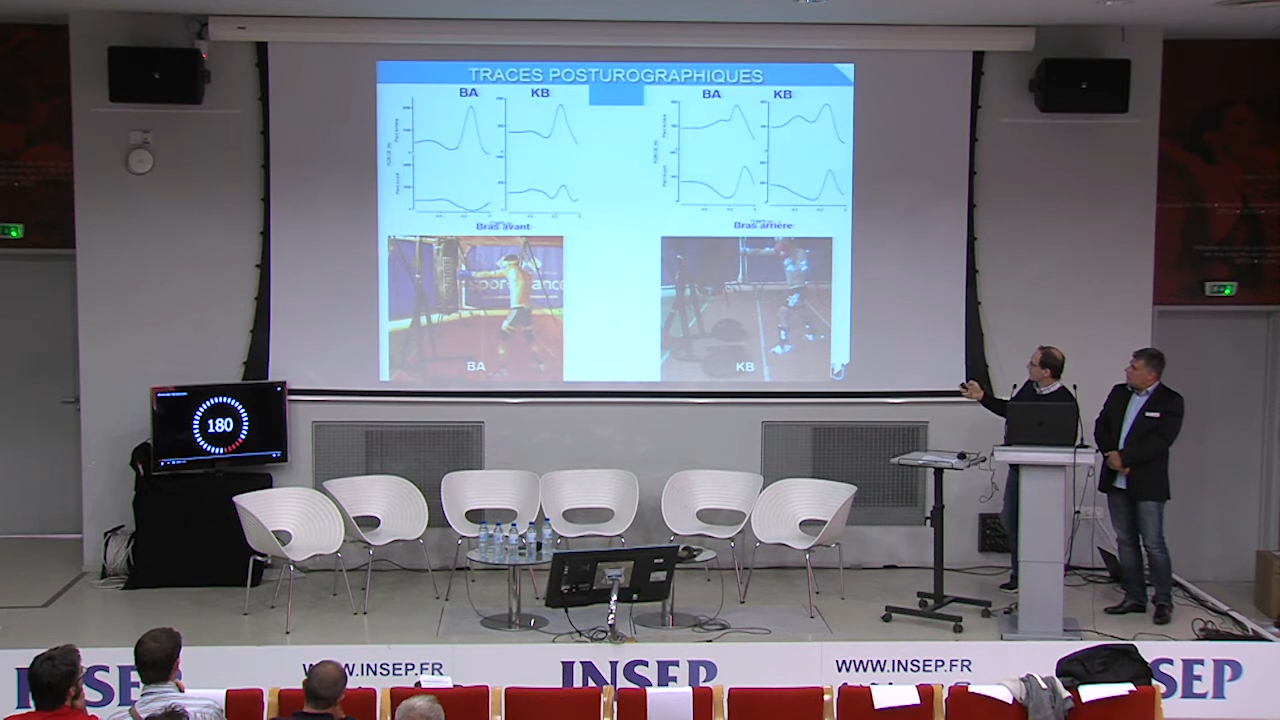 TRACES POSTUROGRAPHIQUES
BA KB BA KB
Bras avant
Bras arrière
BA
KB
180
INSEP
WWW.INSEP.FR
INSEP
WWW.INSEP.FR
SEP